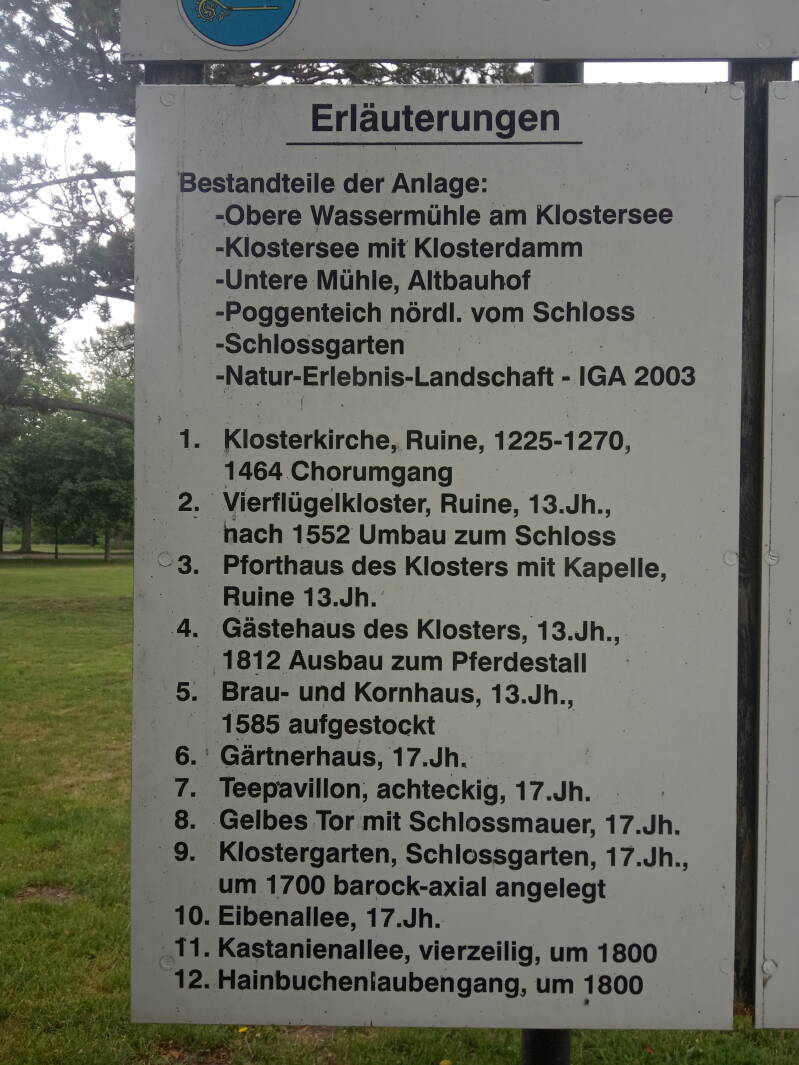 Erläuterungen
Bestandteile der Anlage:
-Obere Wassermühle am Klostersee
-Klostersee mit Klosterdamm
-Untere Mühle, Altbauhof
-Poggenteich nördl. vom Schloss
-Schlossgarten
-Natur-Erlebnis-Landschaft - IGA 2003
1. Klosterkirche, Ruine, 1225-1270,
1464 Chorumgang
2. Vierflügelkloster, Ruine, 13.Jh.,
nach 1552 Umbau zum Schloss
3. Pforthaus des Klosters mit Kapelle,
Ruine 13.Jh.
4. Gästehaus des Klosters, 13.Jh.,
1812 Ausbau zum Pferdestall
5. Brau- und Kornhaus, 13.Jh.,
1585 aufgestockt
6. Gärtnerhaus, 17.Jh.
7. Teepavillon, achteckig, 17.Jh.
8. Gelbes Tor mit Schlossmauer, 17.Jh.
9. Klostergarten, Schlossgarten, 17.Jh.,
um 1700 barock-axial angelegt
10. Eibenallee, 17.Jh.
11. Kastanienallee, vierzeilig, um 1800
12. Hainbuchenlaubengang, um 1800